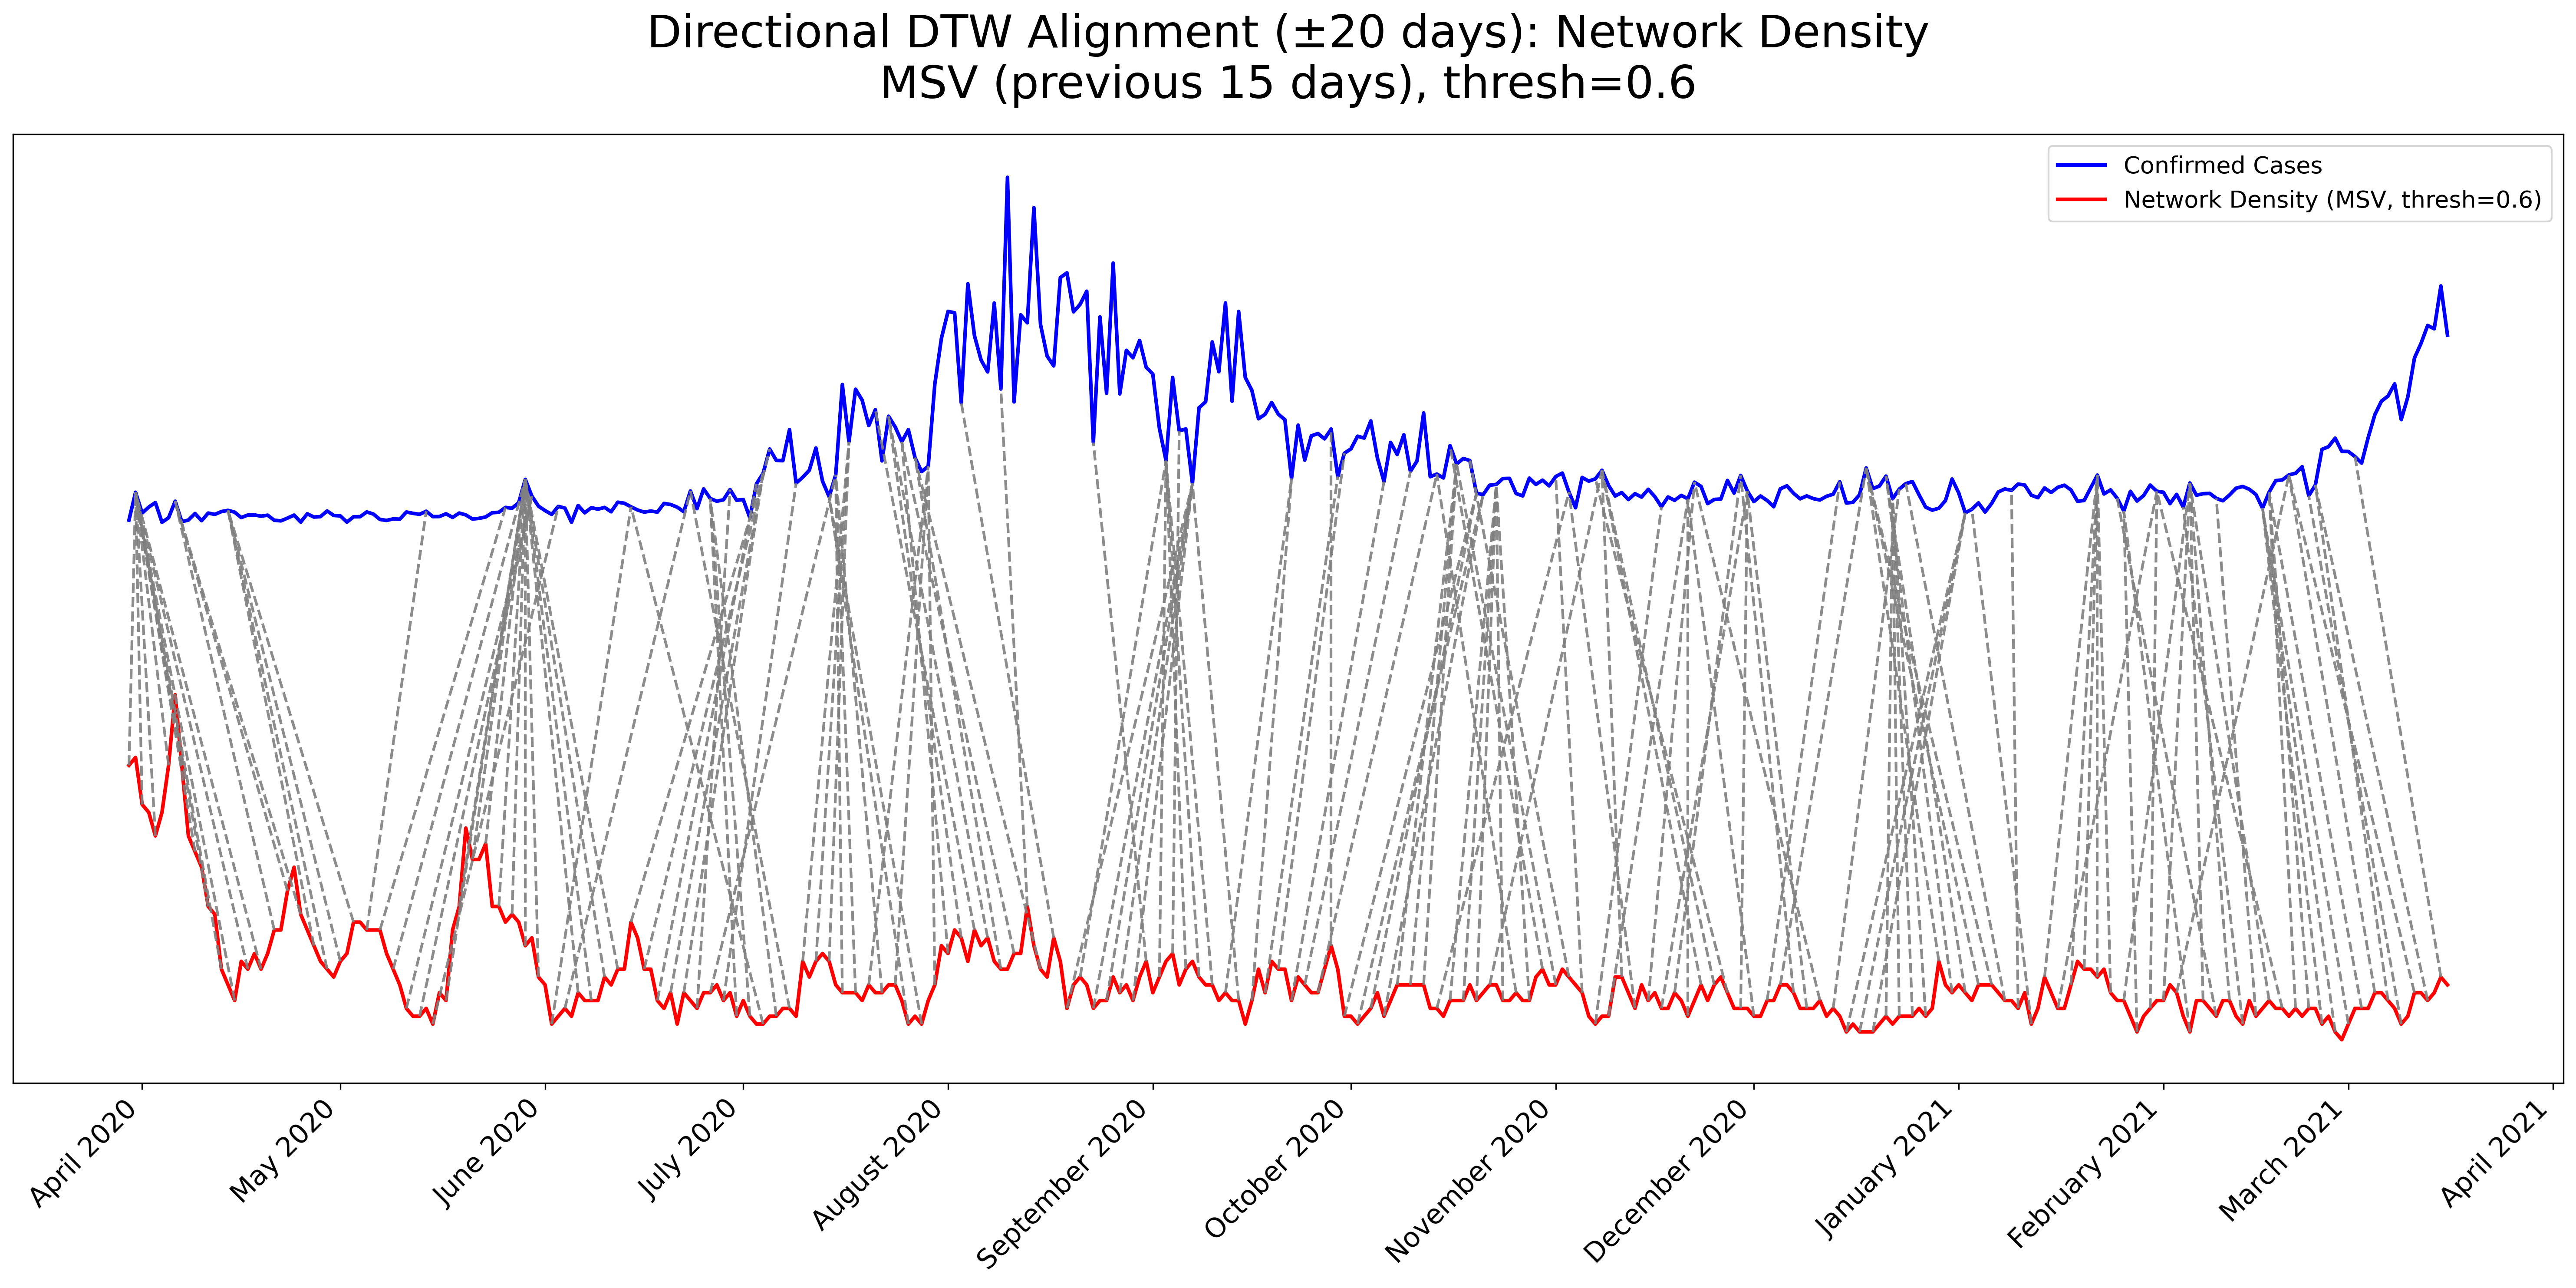 Directional DTW Alignment (±20 days): Network Density
MSV (previous 15 days), thresh=0.6
Confirmed Cases
Network Density (MSV, thresh=0.6)
April 2020
May 2020
June 2020
July 2020
August 2020
September 2020
October 2020
November 2020
December 2020
January 2021
February 2021
March 2021
April 2021